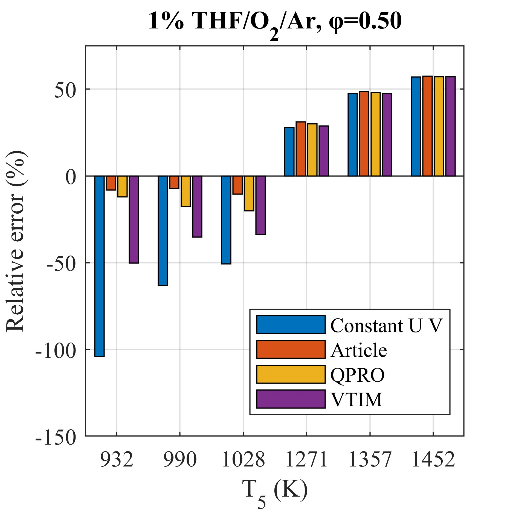 1% THF/O₂/Ar, φ=0.50
Relative error (%)
50
0
-50
-100
-150
Constant U V
Article
QPRO
VTIM
932 990 1028 1271 1357 1452
T₅ (K)